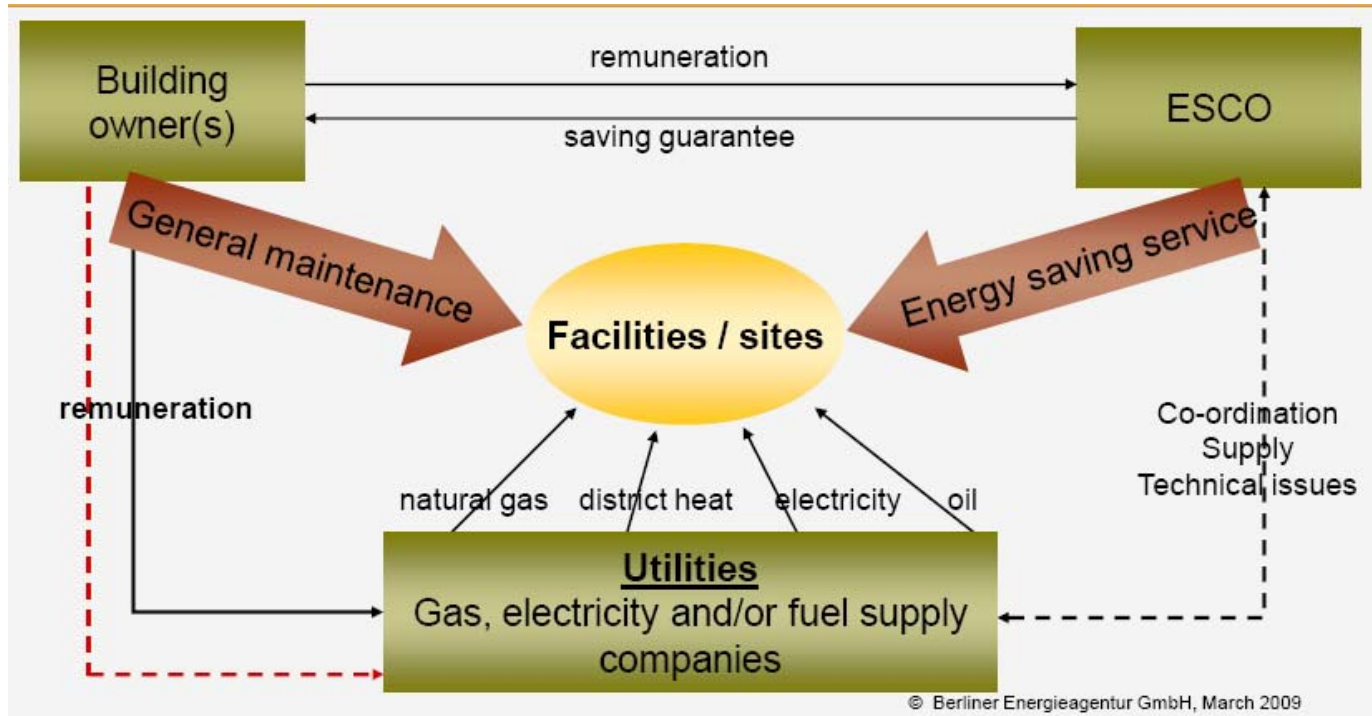 Building
owner(s)
remuneration
saving guarantee
ESCO
General maintenance
Energy saving service
Facilities / sites
remuneration
Co-ordination
Supply
Technical issues
natural gas
district heat
electricity
oil
Utilities
Gas, electricity and/or fuel supply
companies
© Berliner Energieagentur GmbH, March 2009